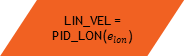 LIN_VEL =
PID_LON(e_lon)